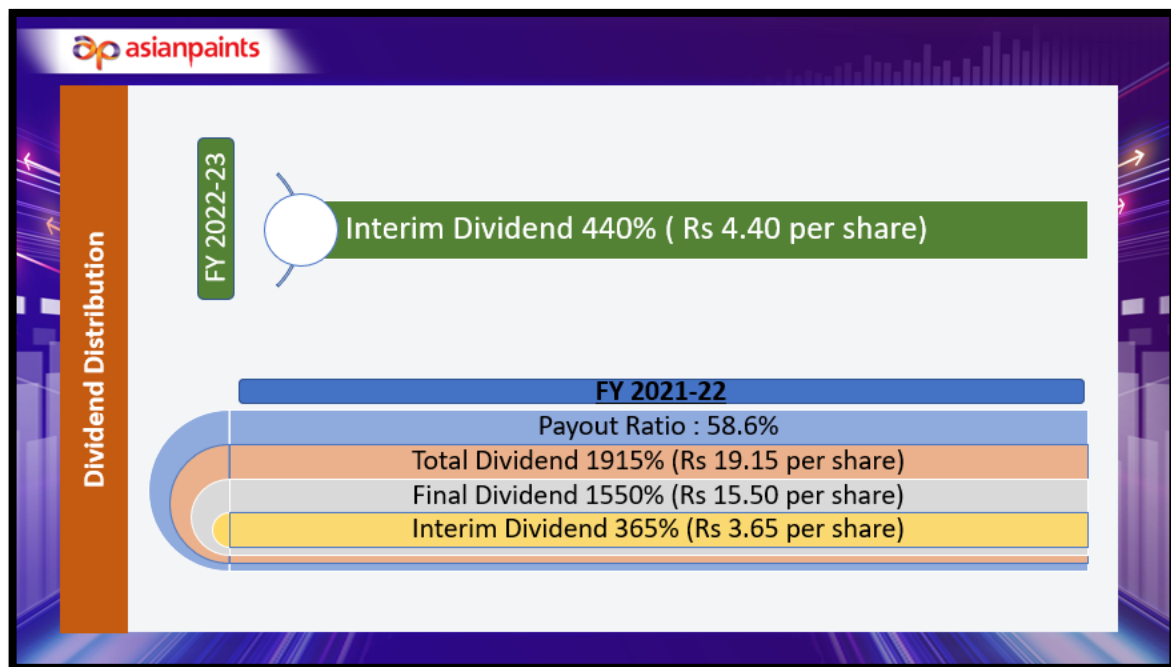 asianpaints
Dividend Distribution
FY 2022-23
Interim Dividend 440% ( Rs 4.40 per share)
FY 2021-22
Payout Ratio : 58.6%
Total Dividend 1915% (Rs 19.15 per share)
Final Dividend 1550% (Rs 15.50 per share)
Interim Dividend 365% (Rs 3.65 per share)